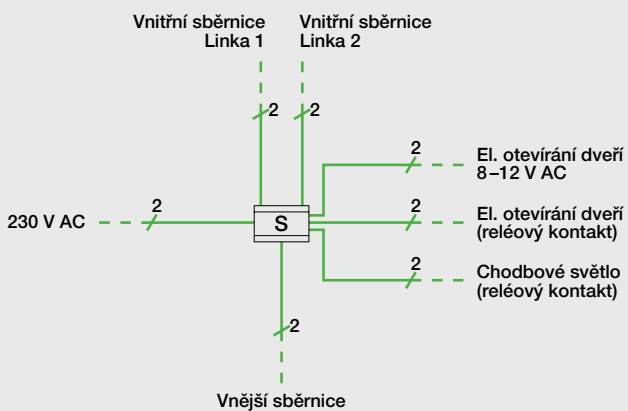 Vnitřní sběrnice
Linka 1
Vnitřní sběrnice
Linka 2
2
2
2
El. otevírání dveří
8–12 V AC
230 V AC
2
S
2
El. otevírání dveří
(reléový kontakt)
2
Chodbové světlo
(reléový kontakt)
2
Vnější sběrnice